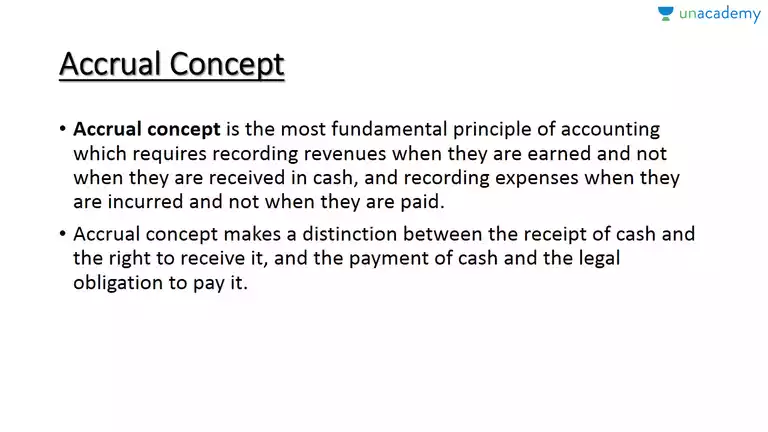 unacademy
Accrual Concept
• Accrual concept is the most fundamental principle of accounting
which requires recording revenues when they are earned and not
when they are received in cash, and recording expenses when they
are incurred and not when they are paid.
• Accrual concept makes a distinction between the receipt of cash and
the right to receive it, and the payment of cash and the legal
obligation to pay it.